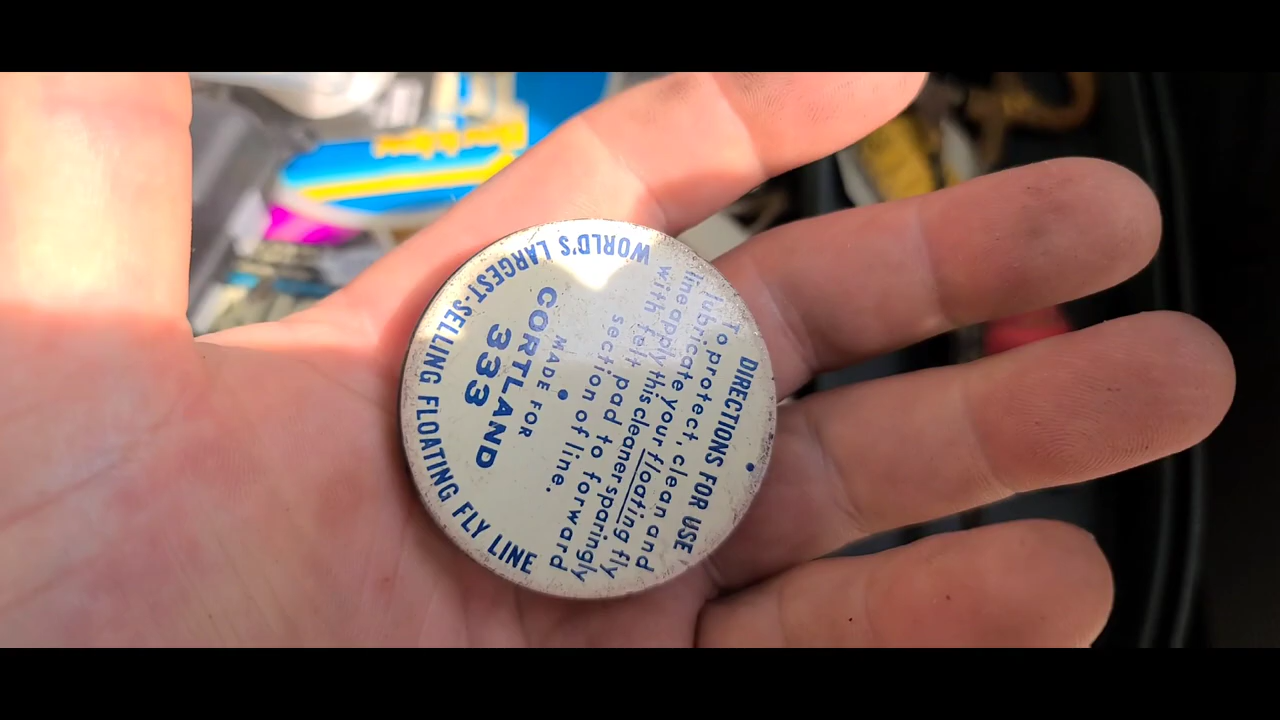 DIRECTIONS FOR USE
To protect, clean and
lubricate your floating fly
line apply this cleaner sparingly
with felt pad to forward
section of line.
MADE FOR
CORTLAND
333
WORLD'S LARGEST-SELLING FLOATING FLY LINE